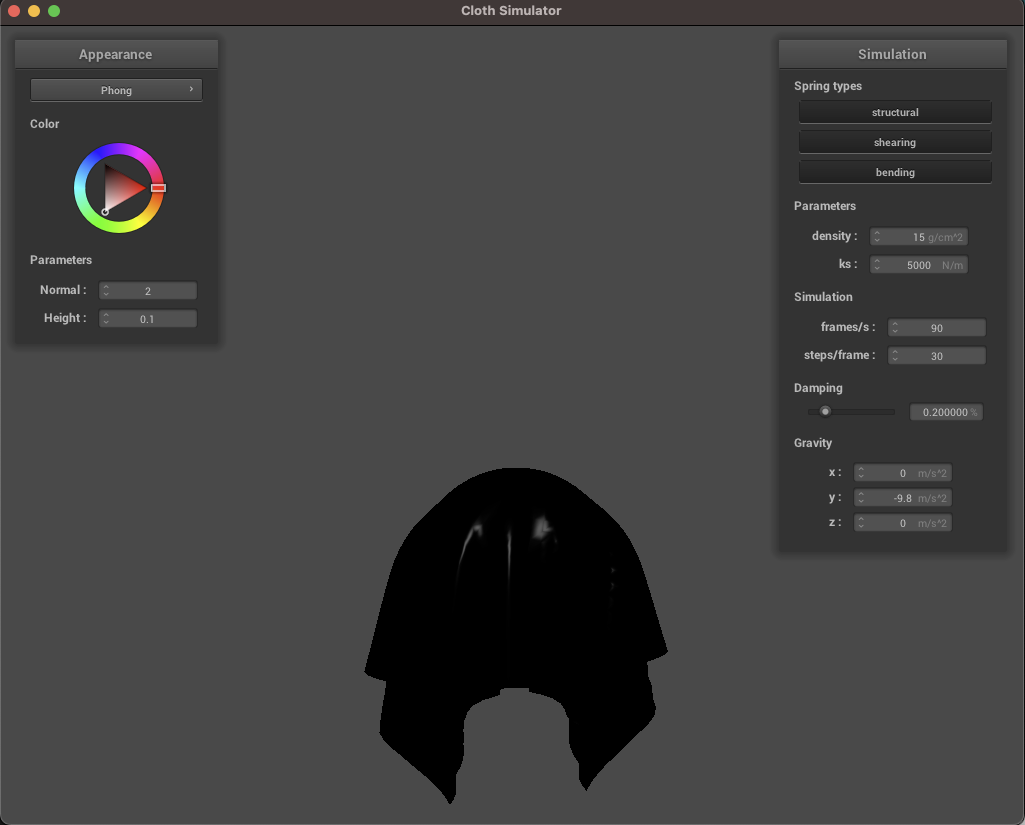 Cloth Simulator
Appearance
Phong ›
Color
Parameters
Normal : 2
Height : 0.1
Simulation
Spring types
structural
shearing
bending
Parameters
density : 15 g/cm^2
ks : 5000 N/m
Simulation
frames/s : 90
steps/frame : 30
Damping
0.200000 %
Gravity
x : 0 m/s^2
y : -9.8 m/s^2
z : 0 m/s^2